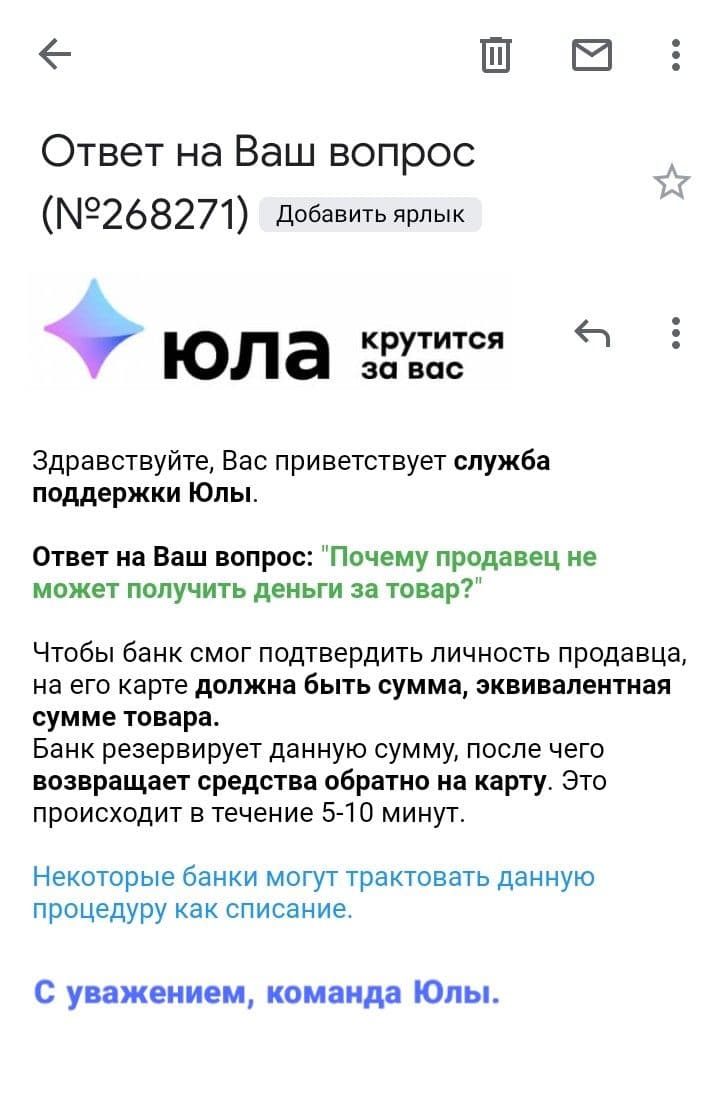 Ответ на Ваш вопрос
(№268271) Добавить ярлык
юла крутится
за вас
Здравствуйте, Вас приветствует служба
поддержки Юлы.
Ответ на Ваш вопрос: "Почему продавец не
может получить деньги за товар?"
Чтобы банк смог подтвердить личность продавца,
на его карте должна быть сумма, эквивалентная
сумме товара.
Банк резервирует данную сумму, после чего
возвращает средства обратно на карту. Это
происходит в течение 5-10 минут.
Некоторые банки могут трактовать данную
процедуру как списание.
С уважением, команда Юлы.